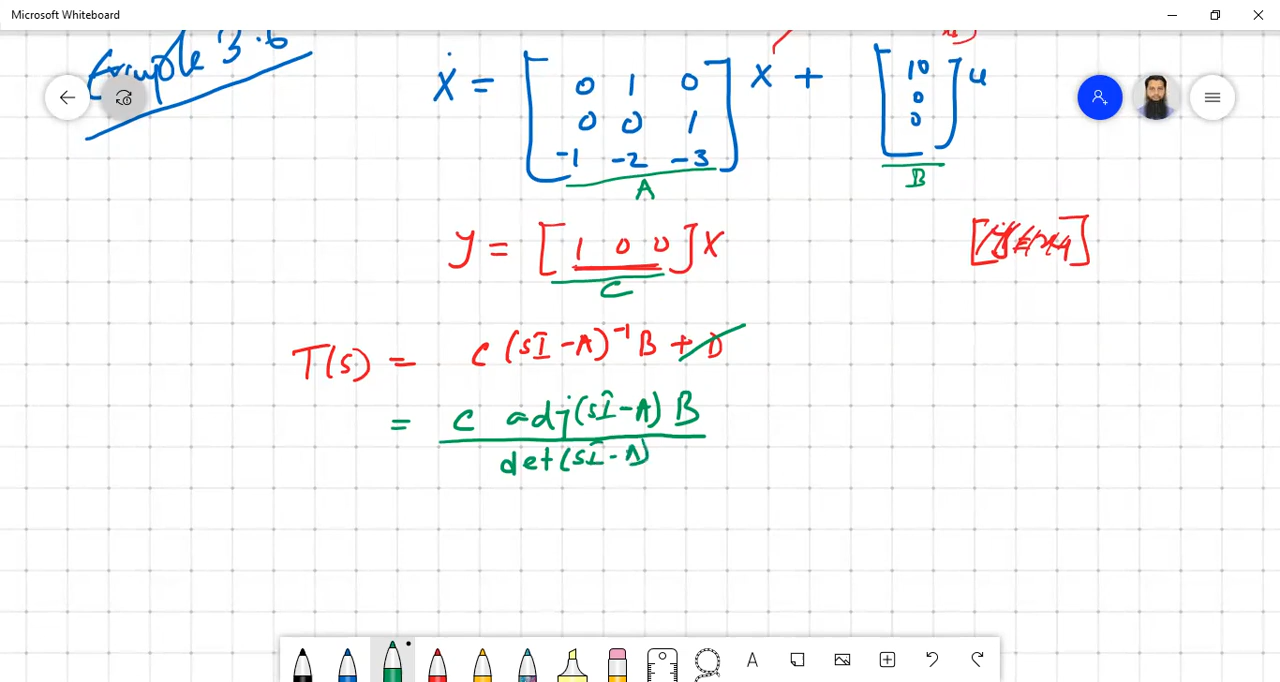 Microsoft Whiteboard
Example 3.6
ẋ = [ 0 1 0 ; 0 0 1 ; -1 -2 -3 ] x + [ 10 ; 0 ; 0 ] u
A
B
y = [ 1 0 0 ] x
C
T(s) = C (sI - A)⁻¹ B + D
= C adj(sI - A) B
det(sI - A)
A